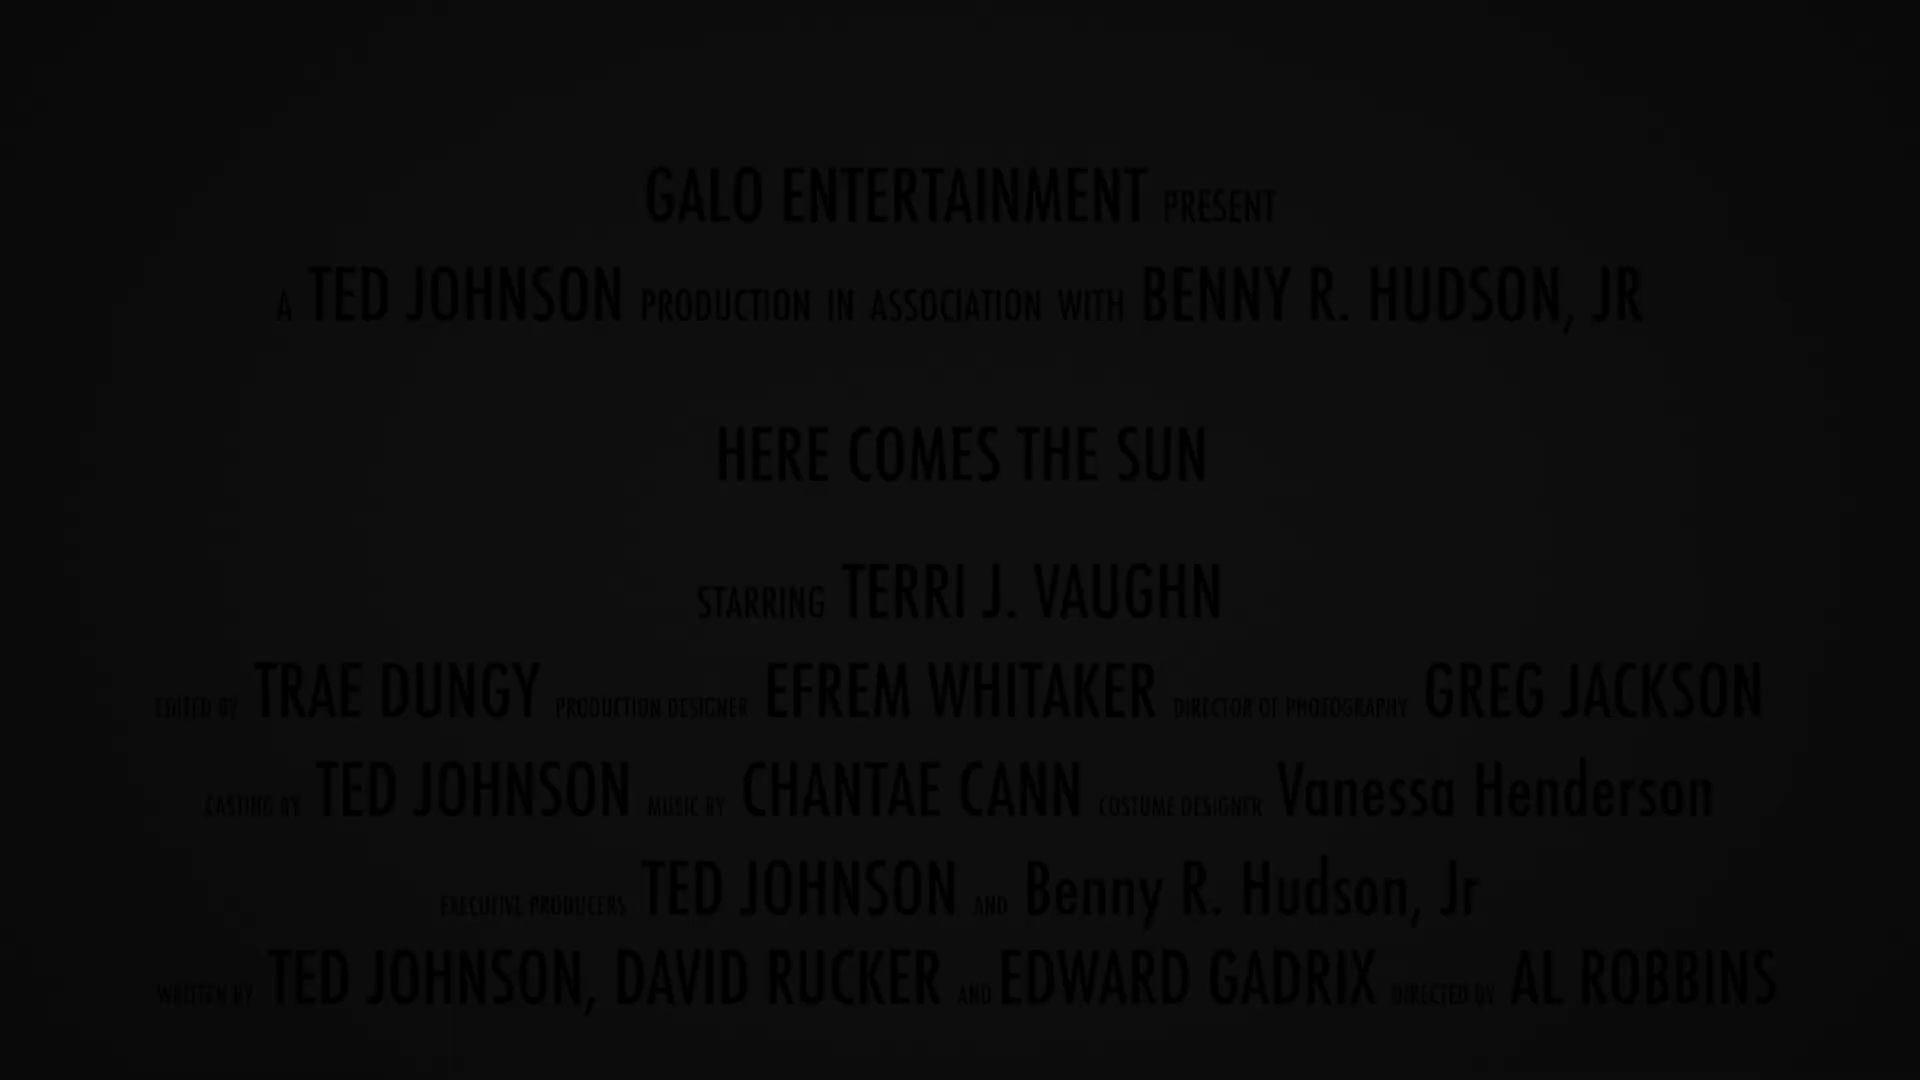 GALO ENTERTAINMENT PRESENT
A TED JOHNSON PRODUCTION IN ASSOCIATION WITH BENNY R. HUDSON, JR
HERE COMES THE SUN
STARRING TERRI J. VAUGHN
EDITED BY TRAE DUNGY PRODUCTION DESIGNER EFREM WHITAKER DIRECTOR OF PHOTOGRAPHY GREG JACKSON
CASTING BY TED JOHNSON MUSIC BY CHANTAE CANN COSTUME DESIGNER Vanessa Henderson
EXECUTIVE PRODUCERS TED JOHNSON AND Benny R. Hudson, Jr
WRITTEN BY TED JOHNSON, DAVID RUCKER AND EDWARD GADRIX DIRECTED BY AL ROBBINS